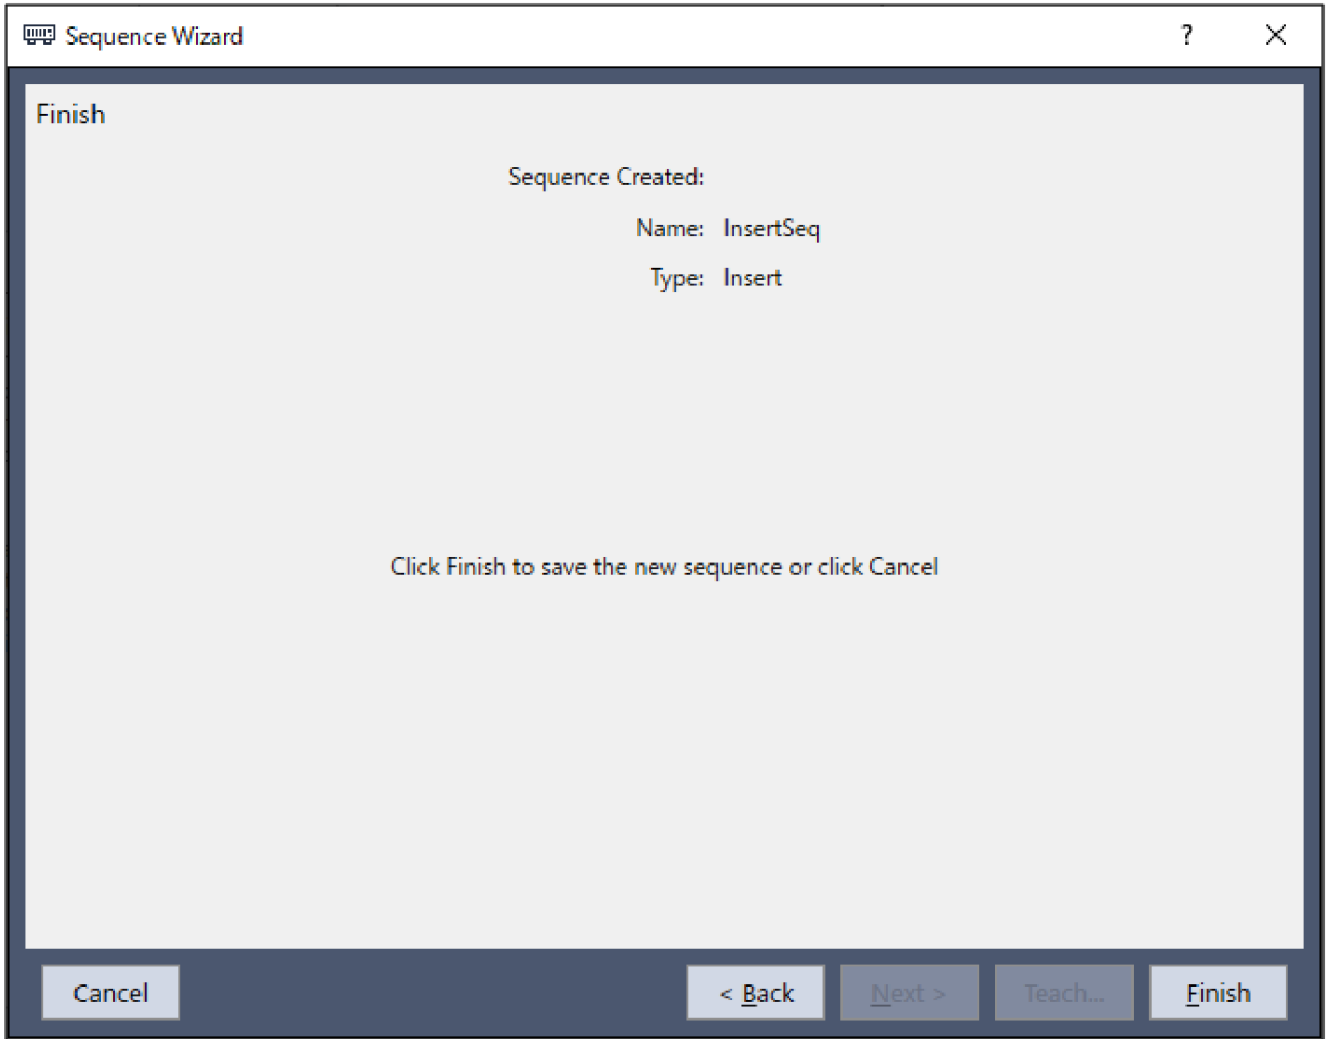 Sequence Wizard
?
Finish
Sequence Created:
Name: InsertSeq
Type: Insert
Click Finish to save the new sequence or click Cancel
Cancel
< Back
Next >
Teach...
Finish